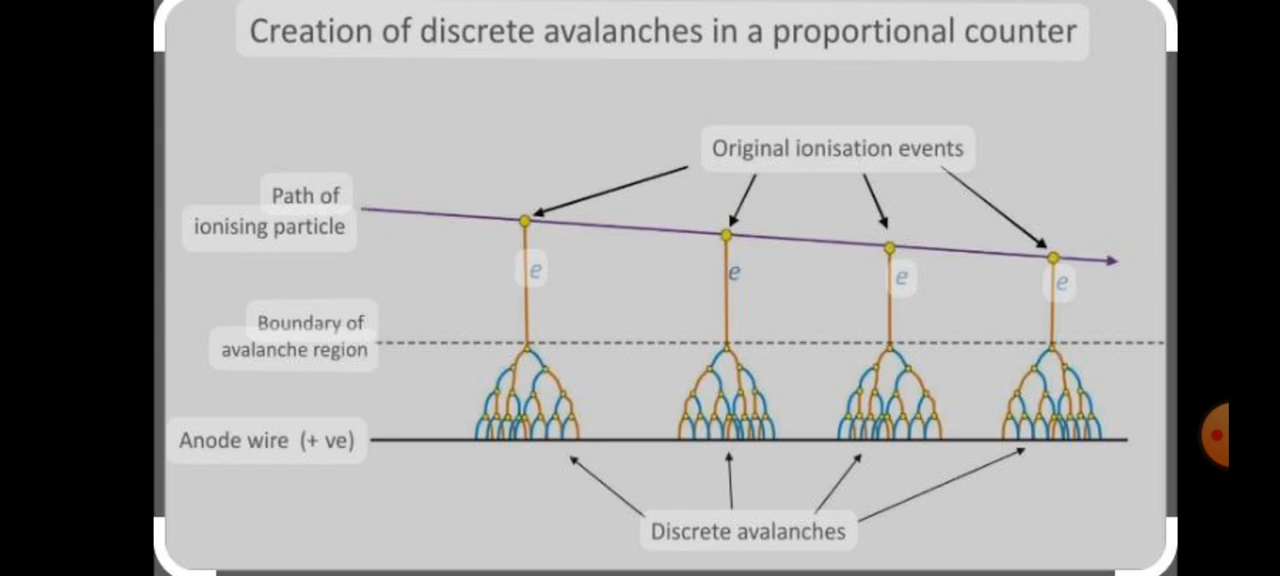 Creation of discrete avalanches in a proportional counter
Original ionisation events
Path of
ionising particle
e
e
e
e
Boundary of
avalanche region
Anode wire (+ ve)
Discrete avalanches